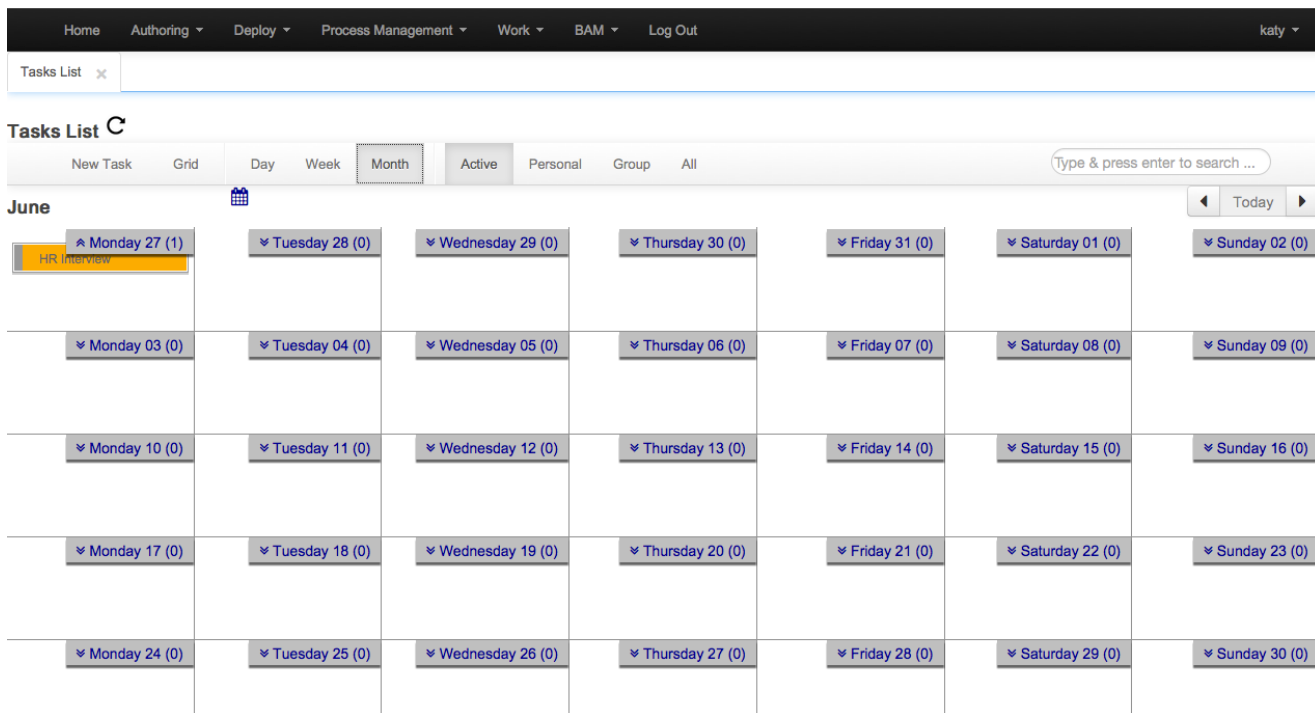 Home Authoring Deploy Process Management Work BAM Log Out katy
Tasks List
Tasks List
New Task Grid Day Week Month Active Personal Group All Type & press enter to search ...
June Today
Monday 27 (1) Tuesday 28 (0) Wednesday 29 (0) Thursday 30 (0) Friday 31 (0) Saturday 01 (0) Sunday 02 (0)
HR Interview
Monday 03 (0) Tuesday 04 (0) Wednesday 05 (0) Thursday 06 (0) Friday 07 (0) Saturday 08 (0) Sunday 09 (0)
Monday 10 (0) Tuesday 11 (0) Wednesday 12 (0) Thursday 13 (0) Friday 14 (0) Saturday 15 (0) Sunday 16 (0)
Monday 17 (0) Tuesday 18 (0) Wednesday 19 (0) Thursday 20 (0) Friday 21 (0) Saturday 22 (0) Sunday 23 (0)
Monday 24 (0) Tuesday 25 (0) Wednesday 26 (0) Thursday 27 (0) Friday 28 (0) Saturday 29 (0) Sunday 30 (0)